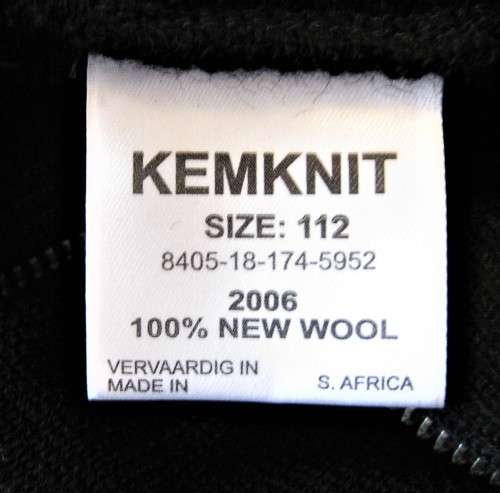 KEMKNIT
SIZE: 112
8405-18-174-5952
2006
100% NEW WOOL
VERVAARDIG IN
MADE IN S. AFRICA